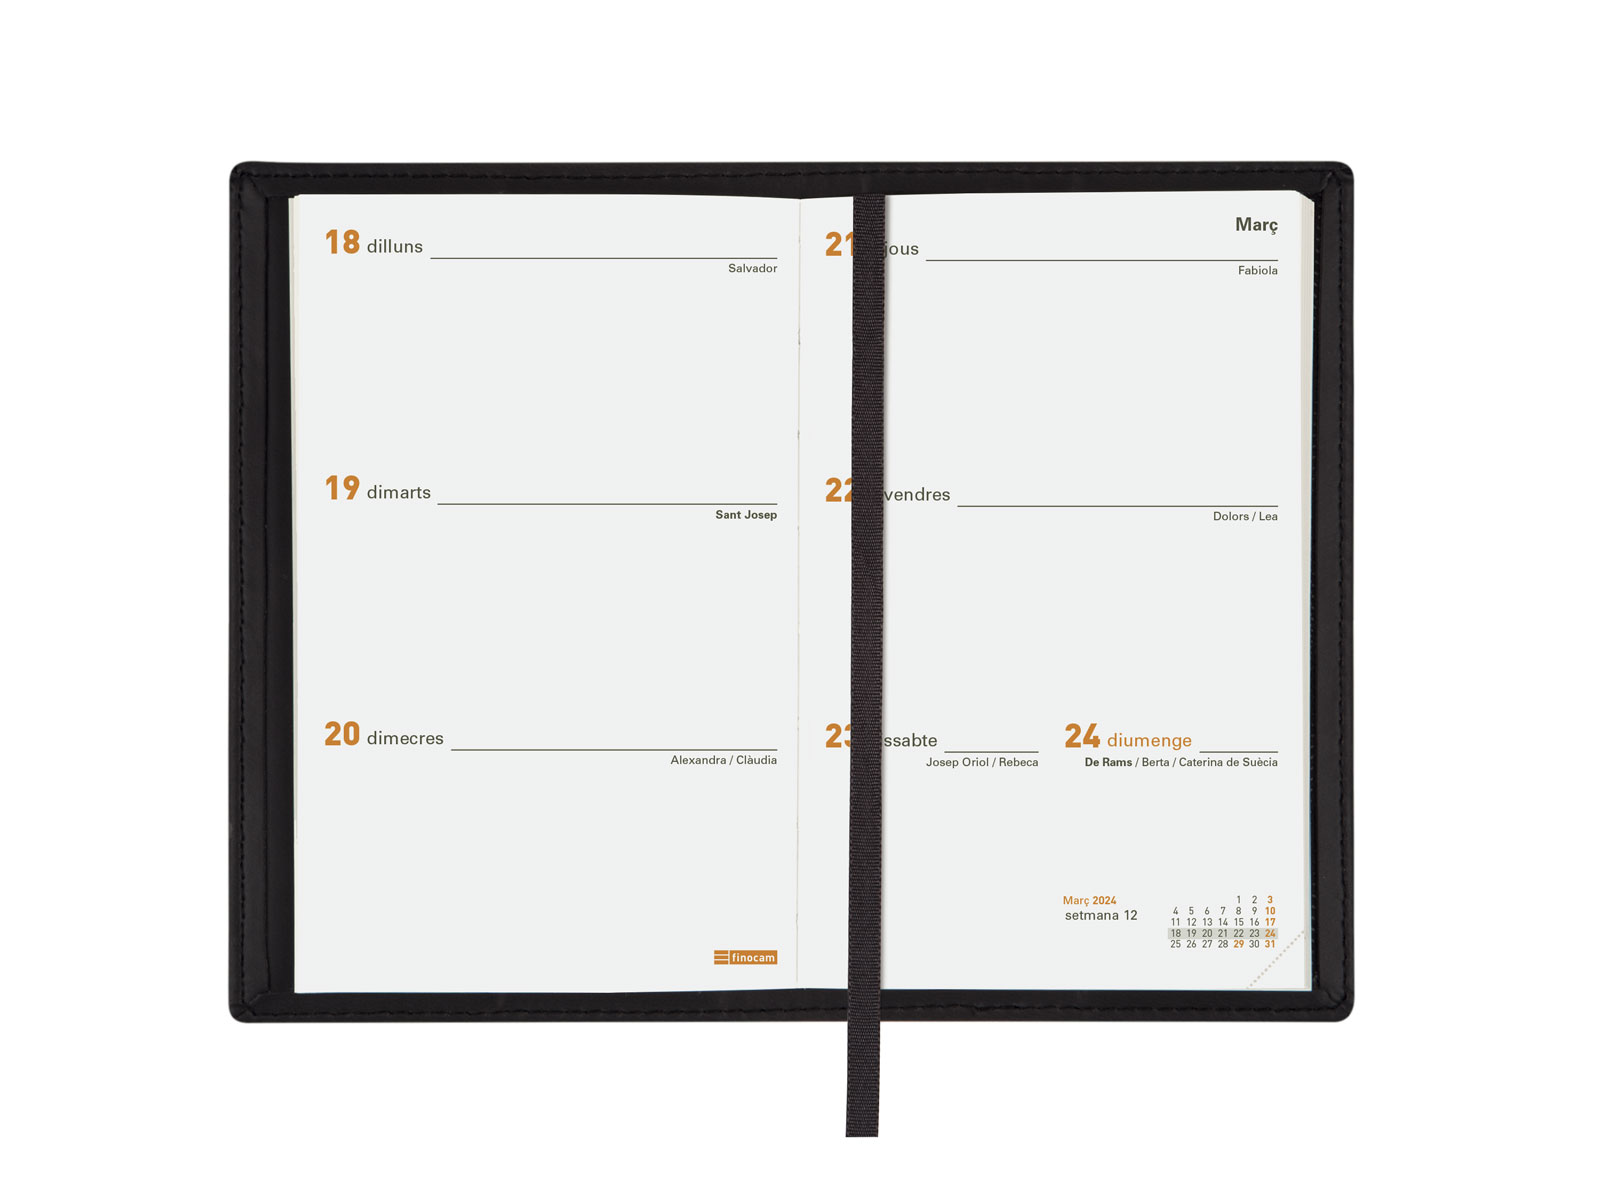 18 dilluns
Salvador
19 dimarts
Sant Josep
20 dimecres
Alexandra / Clàudia
finocam
Març
21 jous
Fabiola
22 vendres
Dolors / Lea
23 ssabte
Josep Oriol / Rebeca
24 diumenge
De Rams / Berta / Caterina de Suècia
Març 2024
setmana 12
1 2 3
4 5 6 7 8 9 10
11 12 13 14 15 16 17
18 19 20 21 22 23 24
25 26 27 28 29 30 31